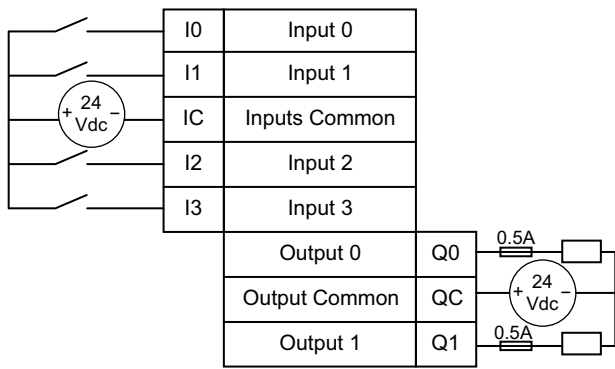 I0 Input 0
I1 Input 1
+ 24 Vdc − IC Inputs Common
I2 Input 2
I3 Input 3
Output 0 Q0 0.5A
Output Common QC + 24 Vdc −
Output 1 Q1 0.5A